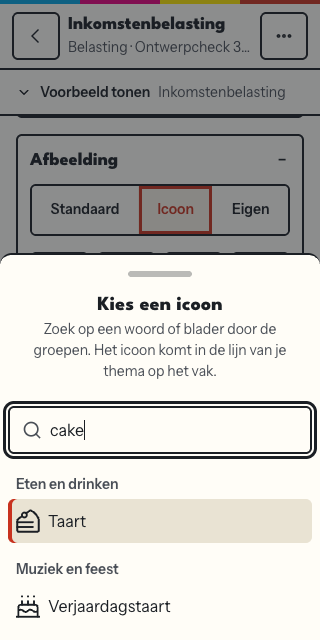 Inkomstenbelasting
Belasting · Ontwerpcheck 3...
Voorbeeld tonen Inkomstenbelasting
Afbeelding
Standaard Icoon Eigen
Kies een icoon
Zoek op een woord of blader door de
groepen. Het icoon komt in de lijn van je
thema op het vak.
cake
Eten en drinken
Taart
Muziek en feest
Verjaardagstaart